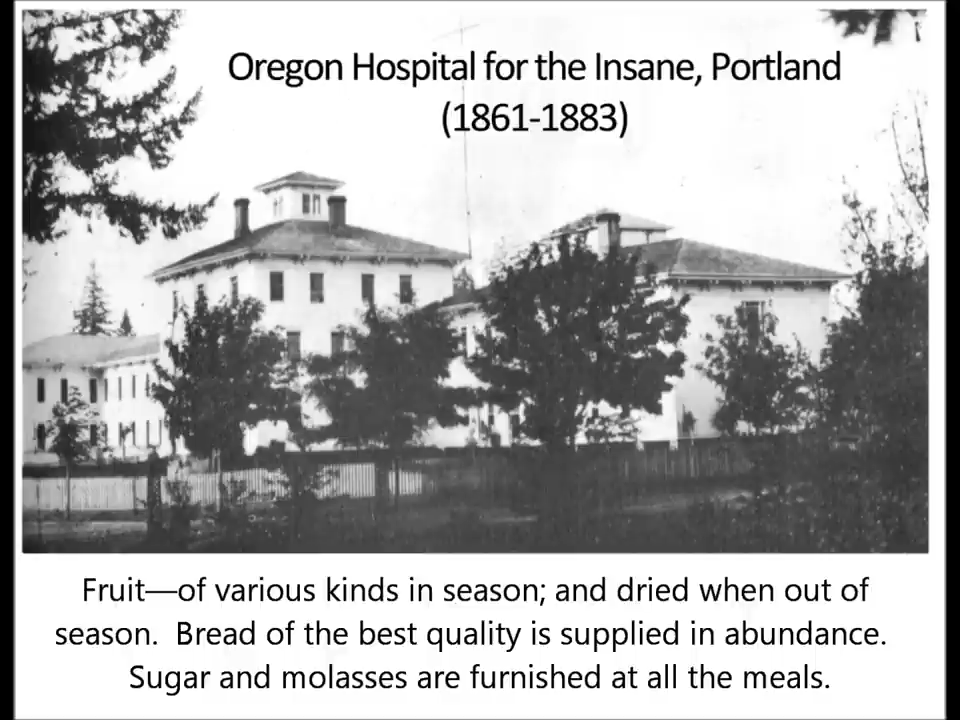 Oregon Hospital for the Insane, Portland
(1861-1883)
Fruit—of various kinds in season; and dried when out of
season.  Bread of the best quality is supplied in abundance.
Sugar and molasses are furnished at all the meals.